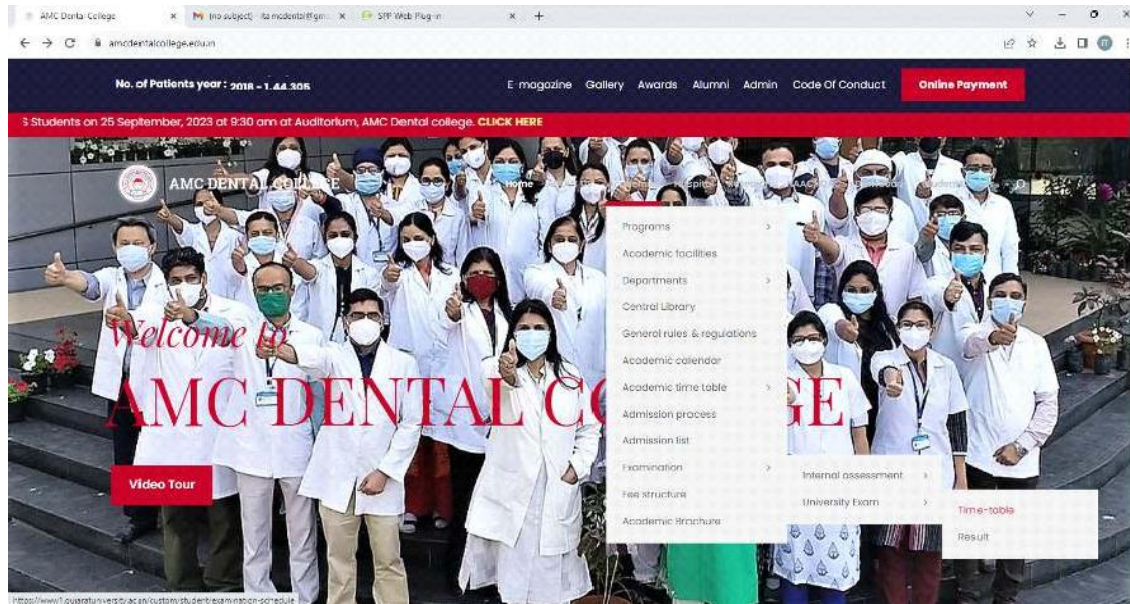 AMC Dental College
(no subject) - itamcdental@gm
SPP Web Plug-in
amcdentalcollege.edu.in
No. of Patients year : 2018 - 1,44,305
E-magazine Gallery Awards Alumni Admin Code Of Conduct Online Payment
S Students on 25 September, 2023 at 9:30 am at Auditorium, AMC Dental college. CLICK HERE
AMC DENTAL COLLEGE
Home Hospital
Programs
Academic facilities
Departments
Central Library
General rules & regulations
Academic calendar
Academic time table
Admission process
Admission list
Examination
Fee structure
Academic Brochure
Internal assessment
University Exam
Time-table
Result
Welcome to
AMC DENTAL CO GE
Video Tour
https://www1.gujaratuniversity.ac.in/custom/student/examination-schedule